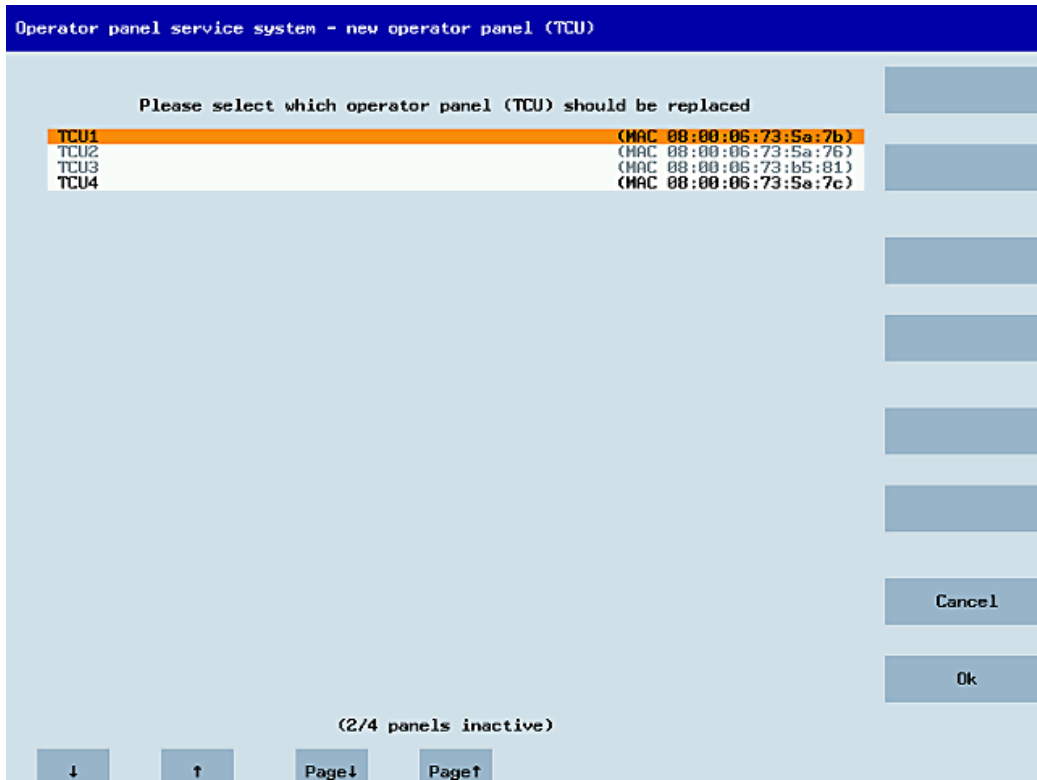 Operator panel service system - new operator panel (TCU)
Please select which operator panel (TCU) should be replaced
TCU1 (MAC 08:00:06:73:5a:7b)
TCU2 (MAC 08:00:06:73:5a:76)
TCU3 (MAC 08:00:06:73:b5:81)
TCU4 (MAC 08:00:06:73:5a:7c)
Cancel
Ok
(2/4 panels inactive)
↓ ↑ Page↓ Page↑